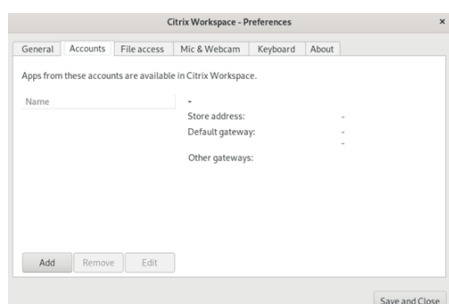 Citrix Workspace - Preferences ×
General Accounts File access Mic & Webcam Keyboard About
Apps from these accounts are available in Citrix Workspace.
Name -
Store address: -
Default gateway: -
-
Other gateways:
Add Remove Edit
Save and Close